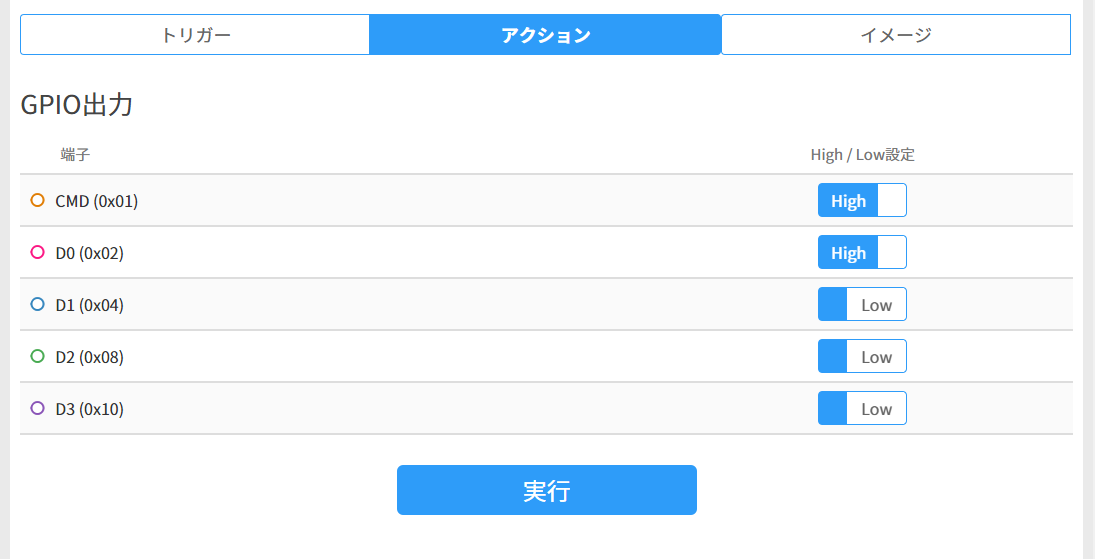 トリガー アクション イメージ
GPIO出力
端子 High / Low設定
CMD (0x01) High
D0 (0x02) High
D1 (0x04) Low
D2 (0x08) Low
D3 (0x10) Low
実行